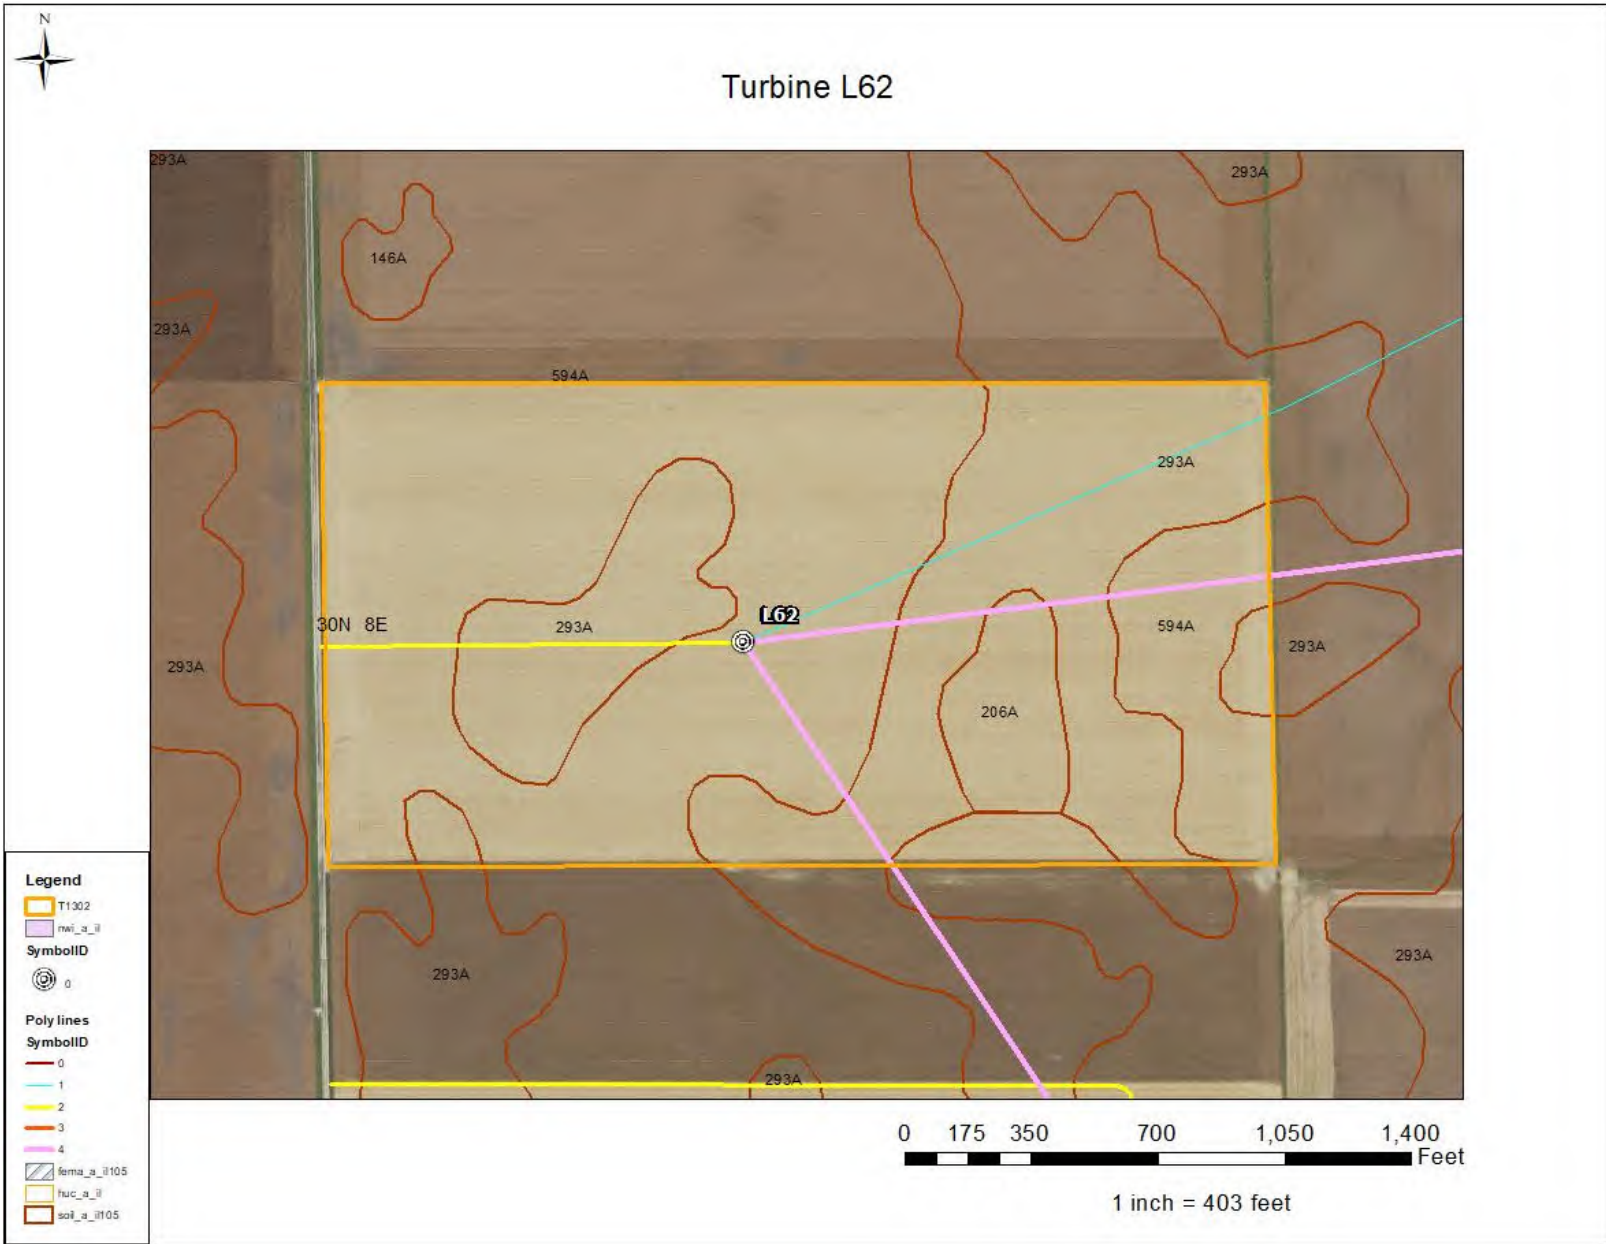 N
Turbine L62
293A
293A
146A
293A
594A
293A
L62
30N 8E
293A
594A
293A
293A
206A
293A
293A
293A
Legend
T1302
nwi_a_il
SymbolID
0
Poly lines
SymbolID
0
1
2
3
4
fema_a_il105
huc_a_il
soil_a_il105
0 175 350 700 1,050 1,400
Feet
1 inch = 403 feet